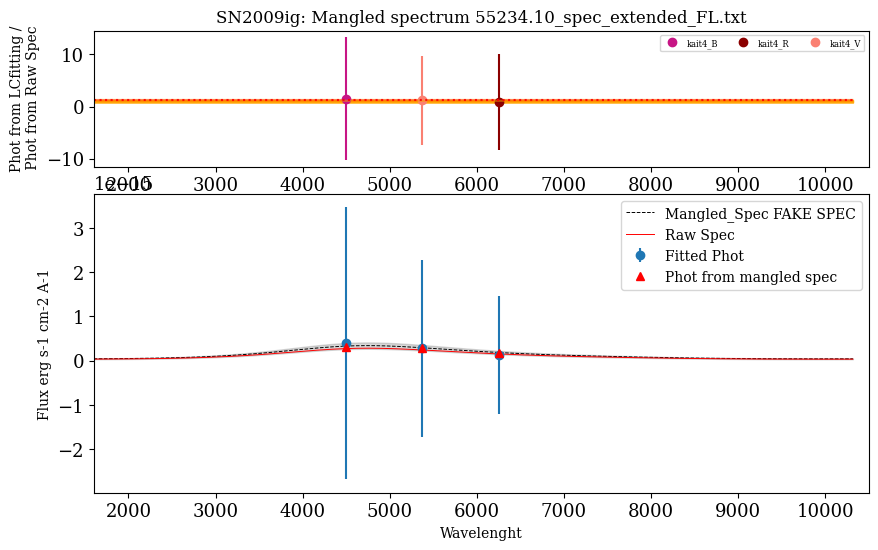 SN2009ig: Mangled spectrum 55234.10_spec_extended_FL.txt
Phot from LCfitting /
Phot from Raw Spec
10
0
−10
kait4_B
kait4_R
kait4_V
2000 3000 4000 5000 6000 7000 8000 9000 10000
1e−15
Flux erg s-1 cm-2 A-1
3
2
1
0
−1
−2
Mangled_Spec FAKE SPEC
Raw Spec
Fitted Phot
Phot from mangled spec
2000 3000 4000 5000 6000 7000 8000 9000 10000
Wavelenght